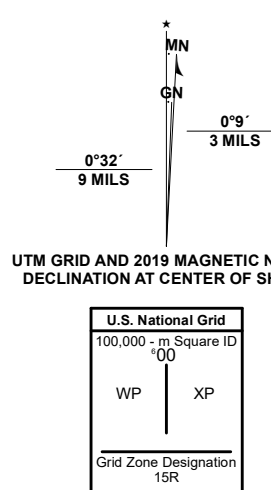 ★
MN
GN
0°9´
3 MILS
0°32´
9 MILS
UTM GRID AND 2019 MAGNETIC N
DECLINATION AT CENTER OF SH
U.S. National Grid
100,000 - m Square ID
⁶00
WP XP
Grid Zone Designation
15R